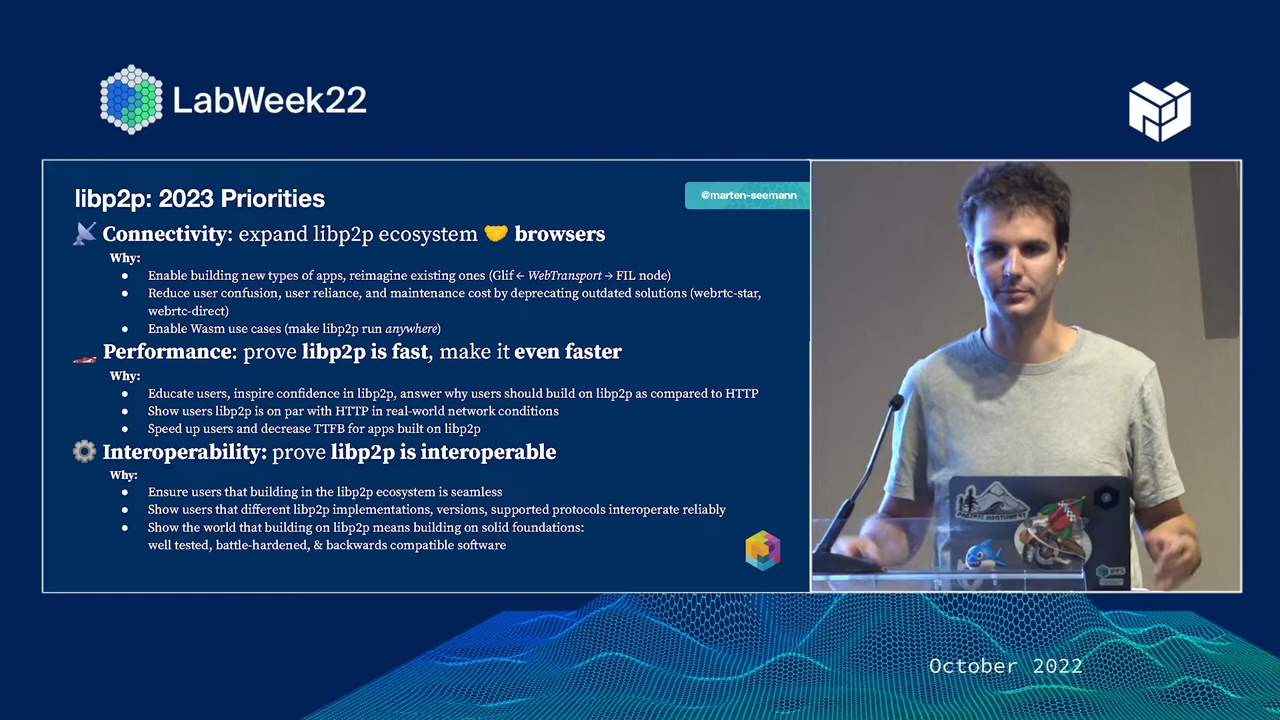 LabWeek22
libp2p: 2023 Priorities
@marten-seemann
Connectivity: expand libp2p ecosystem 🤝 browsers
Why:
● Enable building new types of apps, reimagine existing ones (Glif ← WebTransport → FIL node)
● Reduce user confusion, user reliance, and maintenance cost by deprecating outdated solutions (webrtc-star,
webrtc-direct)
● Enable Wasm use cases (make libp2p run anywhere)
Performance: prove libp2p is fast, make it even faster
Why:
● Educate users, inspire confidence in libp2p, answer why users should build on libp2p as compared to HTTP
● Show users libp2p is on par with HTTP in real-world network conditions
● Speed up users and decrease TTFB for apps built on libp2p
Interoperability: prove libp2p is interoperable
Why:
● Ensure users that building in the libp2p ecosystem is seamless
● Show users that different libp2p implementations, versions, supported protocols interoperate reliably
● Show the world that building on libp2p means building on solid foundations:
well tested, battle-hardened, & backwards compatible software
October 2022